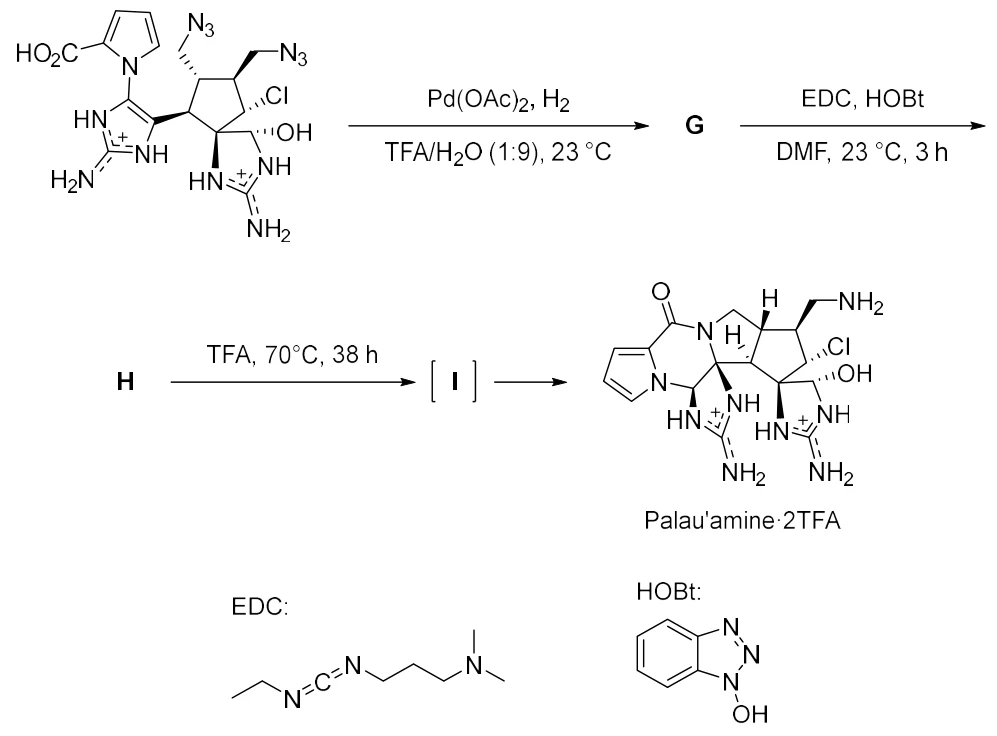 N3
N3
HO2C
N
Cl
HN
OH
+
NH
HN
+
NH
H2N
NH2
Pd(OAc)2, H2
TFA/H2O (1:9), 23 °C
G
EDC, HOBt
DMF, 23 °C, 3 h
H
TFA, 70°C, 38 h
[ I ]
O
H
NH2
N
H
Cl
N
OH
HN
+
NH
HN
+
NH
NH2
NH2
Palau'amine·2TFA
EDC:
N
C
N
N
HOBt:
N
N
N
OH